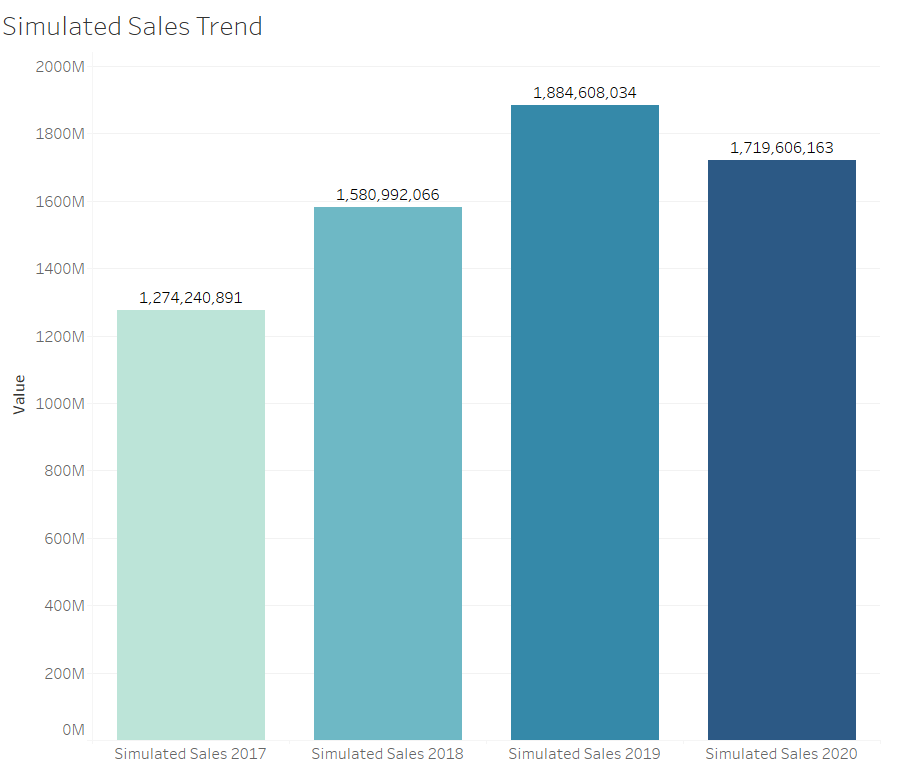 Simulated Sales Trend
2000M
1800M
1600M
1400M
1200M
1000M
800M
600M
400M
200M
0M
Value
1,274,240,891
1,580,992,066
1,884,608,034
1,719,606,163
Simulated Sales 2017
Simulated Sales 2018
Simulated Sales 2019
Simulated Sales 2020